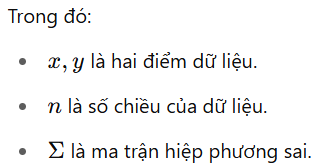 Trong đó:
• x, y là hai điểm dữ liệu.
• n là số chiều của dữ liệu.
• Σ là ma trận hiệp phương sai.